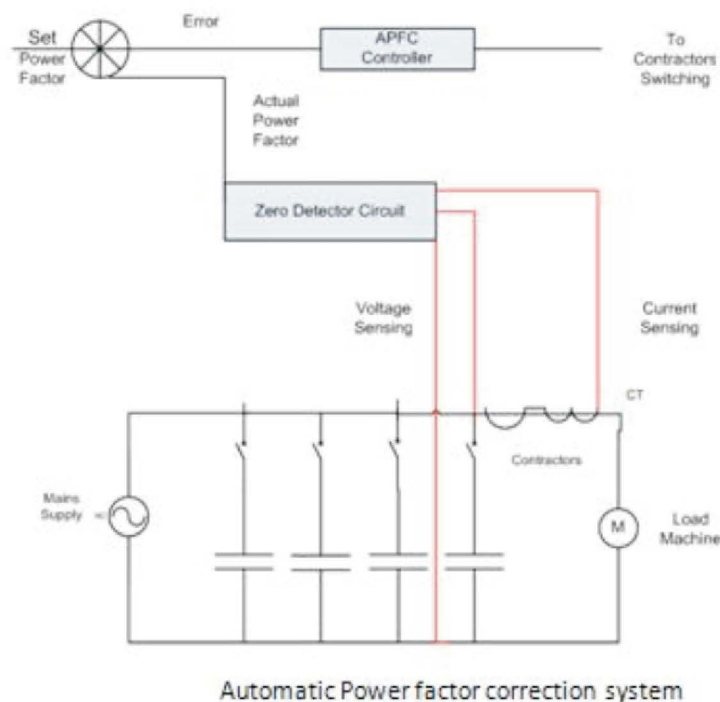 Error
Set
Power
Factor
APFC
Controller
To
Contractors
Switching
Actual
Power
Factor
Zero Detector Circuit
Voltage
Sensing
Current
Sensing
CT
Contractors
Mains
Supply
M
Load
Machine
Automatic Power factor correction system